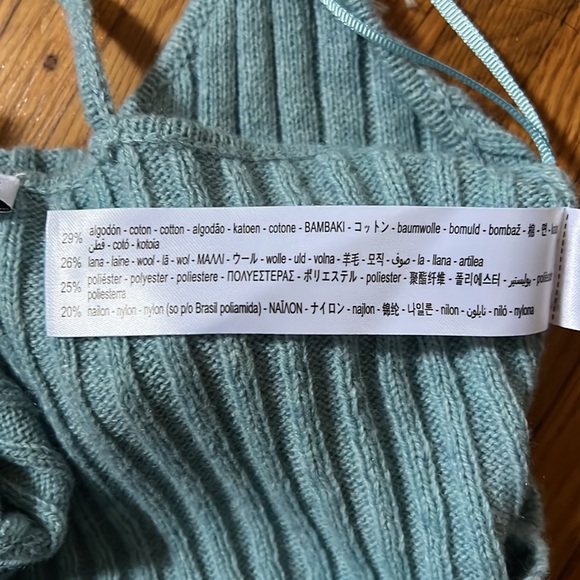 29% algodón - coton - cotton - algodão - katoen - cotone - BAMBAKI - コットン - baumwolle - bomuld - bombaž - 棉 - 면 -
قطن - cotó - kotoia
26% lana - laine - wool - lã - wol - ΜΑΛΛΙ - ウール - wolle - uld - volna - 羊毛 - 모직 - صوف - la - llana - artilea
25% poliéster - polyester - poliestere - ΠΟΛΥΕΣΤΕΡΑΣ - ポリエステル - poliester - 聚酯纤维 - 폴리에스터 - بوليستير -
poliesterra
20% nailon - nylon - nylon (so p/o Brasil poliamida) - ΝΑΪΛΟΝ - ナイロン - najlon - 锦纶 - 나일론 - نايلون - nilon - niló - nylona